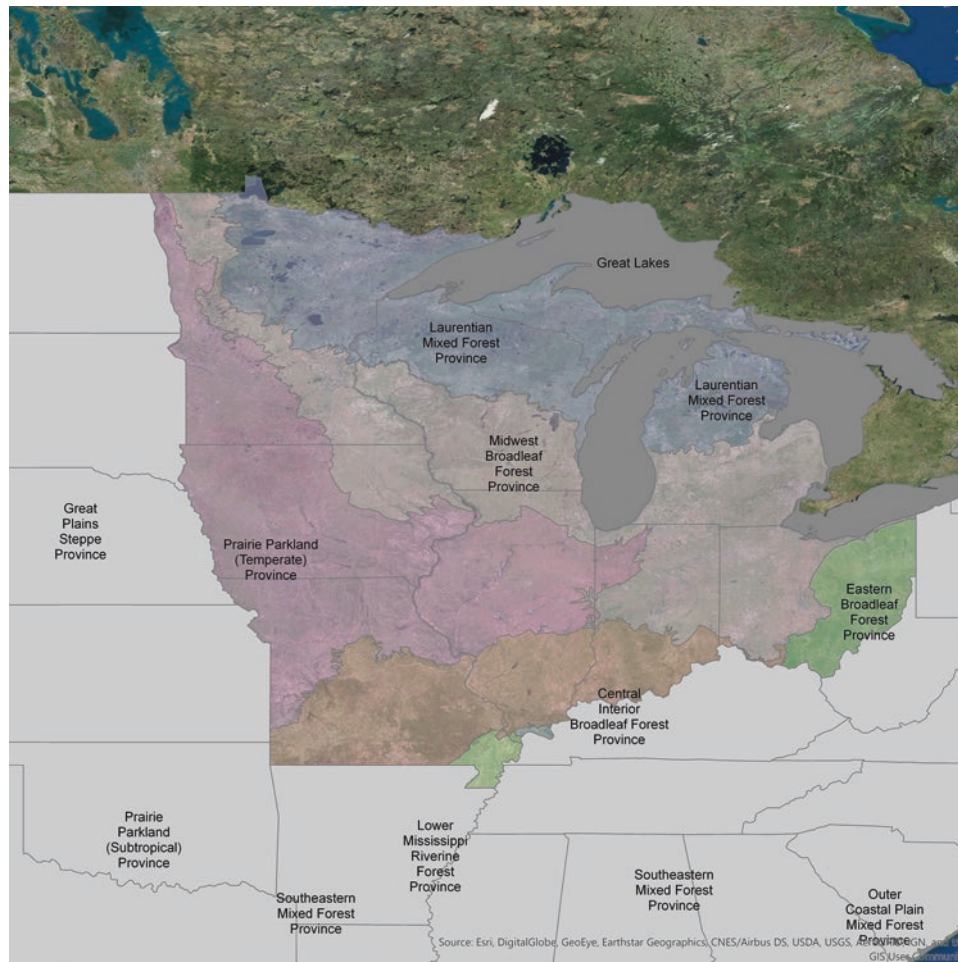 Great Lakes
Laurentian
Mixed Forest
Province
Laurentian
Mixed Forest
Province
Midwest
Broadleaf
Forest
Province
Great
Plains
Steppe
Province
Prairie Parkland
(Temperate)
Province
Eastern
Broadleaf
Forest
Province
Central
Interior
Broadleaf Forest
Province
Prairie
Parkland
(Subtropical)
Province
Lower
Mississippi
Riverine
Forest
Province
Southeastern
Mixed Forest
Province
Southeastern
Mixed Forest
Province
Outer
Coastal Plain
Mixed Forest
Province
Source: Esri, DigitalGlobe, GeoEye, Earthstar Geographics, CNES/Airbus DS, USDA, USGS,
GIS User